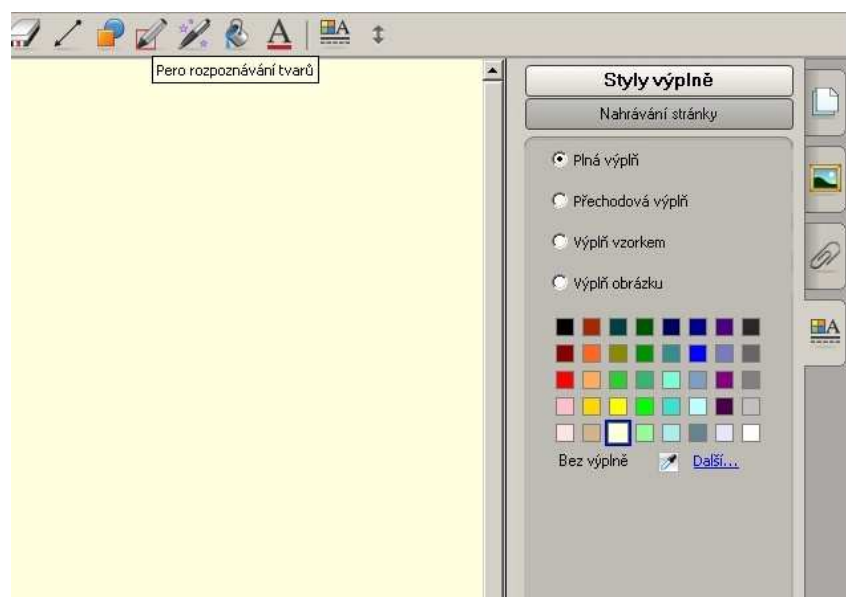 Pero rozpoznávání tvarů
Styly výplně
Nahrávání stránky
Plná výplň
Přechodová výplň
Výplň vzorkem
Výplň obrázku
Bez výplně
Další...